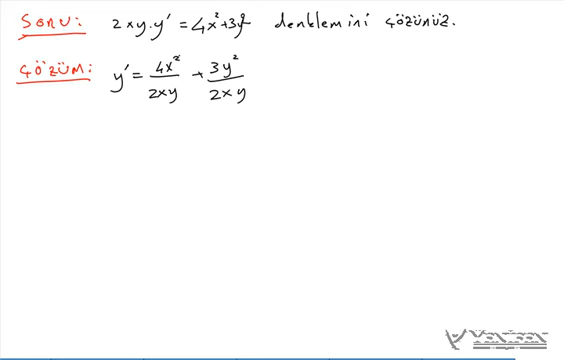 Soru: 2xy.y' = 4x²+3y² denklemini çözünüz.
Çözüm: y' = 4x²/2xy + 3y²/2xy